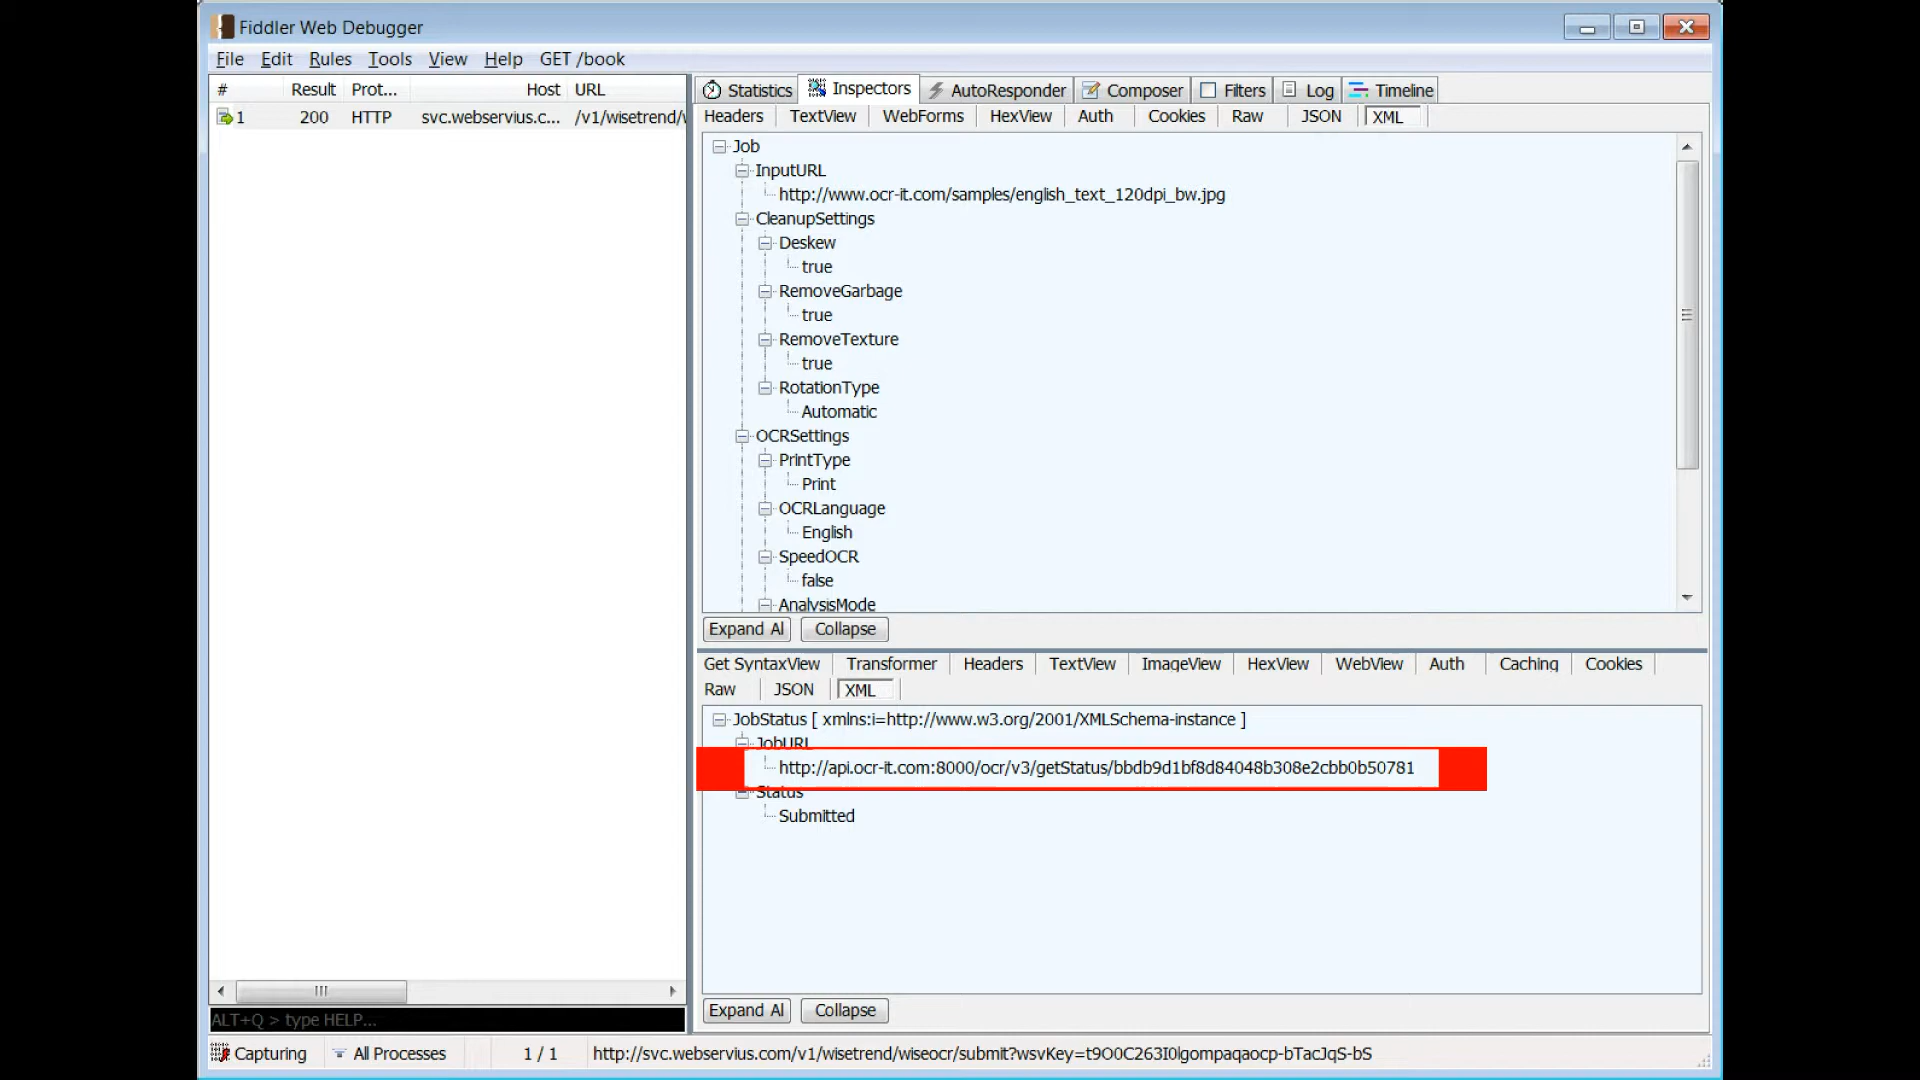 Fiddler Web Debugger
File Edit Rules Tools View Help GET /book
# Result Prot... Host URL
1 200 HTTP svc.webservius.c... /v1/wisetrend/
Statistics Inspectors AutoResponder Composer Filters Log Timeline
Headers TextView WebForms HexView Auth Cookies Raw JSON XML
Job
InputURL
http://www.ocr-it.com/samples/english_text_120dpi_bw.jpg
CleanupSettings
Deskew
true
RemoveGarbage
true
RemoveTexture
true
RotationType
Automatic
OCRSettings
PrintType
Print
OCRLanguage
English
SpeedOCR
false
AnalysisMode
Expand Al Collapse
Get SyntaxView Transformer Headers TextView ImageView HexView WebView Auth Caching Cookies
Raw JSON XML
JobStatus [ xmlns:i=http://www.w3.org/2001/XMLSchema-instance ]
JobURL
http://api.ocr-it.com:8000/ocr/v3/getStatus/bbdb9d1bf8d84048b308e2cbb0b50781
Status
Submitted
Expand Al Collapse
ALT+Q > type HELP...
Capturing All Processes 1 / 1 http://svc.webservius.com/v1/wisetrend/wiseocr/submit?wsvKey=t9O0C263I0lgompaqaocp-bTacJqS-bS